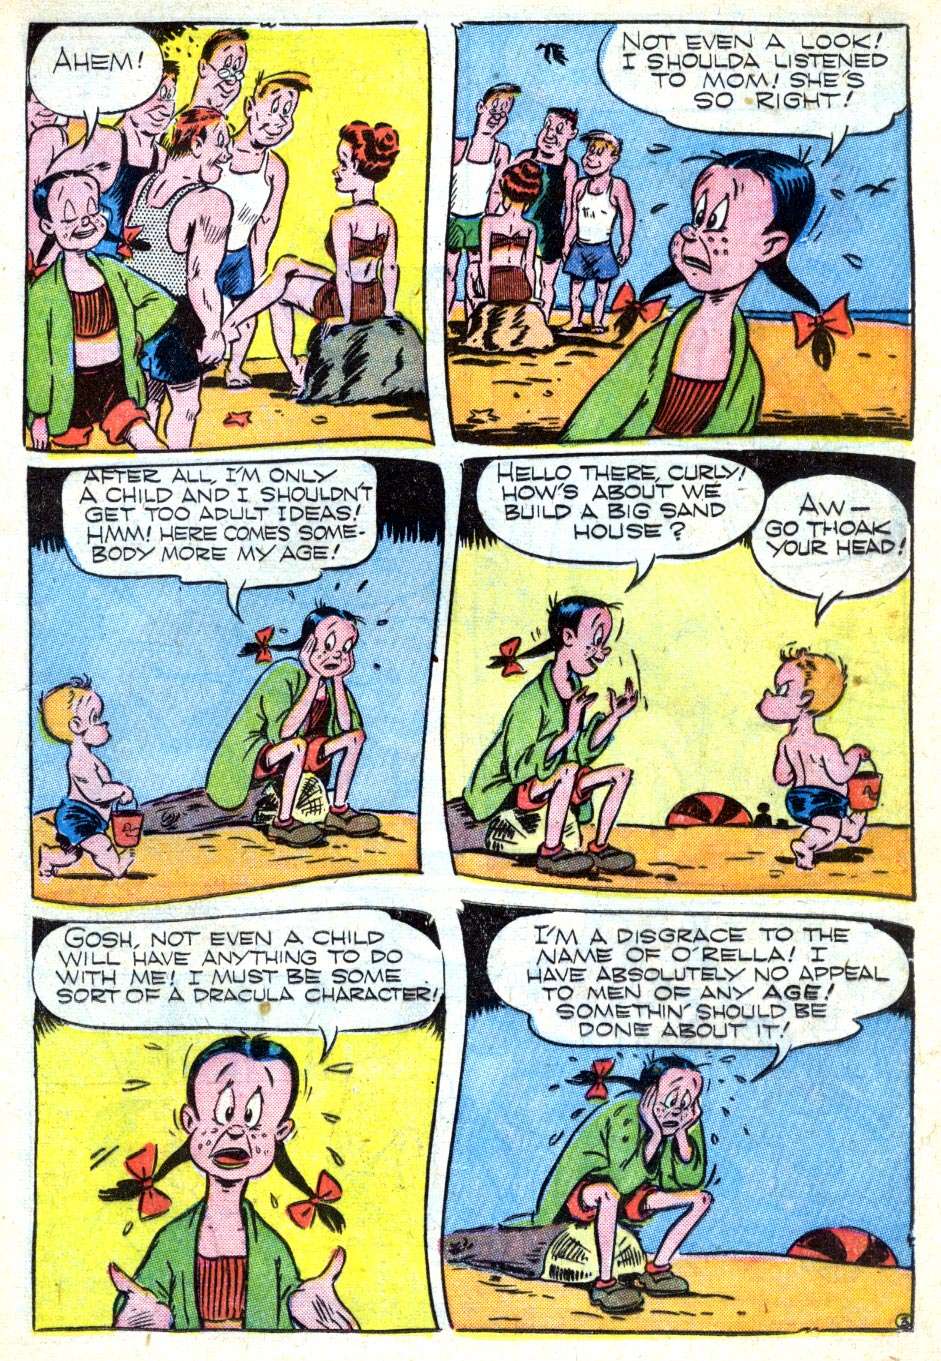 AHEM!
NOT EVEN A LOOK!
I SHOULDA LISTENED
TO MOM! SHE'S
SO RIGHT!
AFTER ALL, I'M ONLY
A CHILD AND I SHOULDN'T
GET TOO ADULT IDEAS!
HMM! HERE COMES SOME-
BODY MORE MY AGE!
HELLO THERE, CURLY!
HOW'S ABOUT WE
BUILD A BIG SAND
HOUSE?
AW—
GO THOAK
YOUR HEAD!
GOSH, NOT EVEN A CHILD
WILL HAVE ANYTHING TO DO
WITH ME! I MUST BE SOME
SORT OF A DRACULA CHARACTER!
I'M A DISGRACE TO THE
NAME OF O'RELLA! I
HAVE ABSOLUTELY NO APPEAL
TO MEN OF ANY AGE!
SOMETHIN' SHOULD BE
DONE ABOUT IT!
3